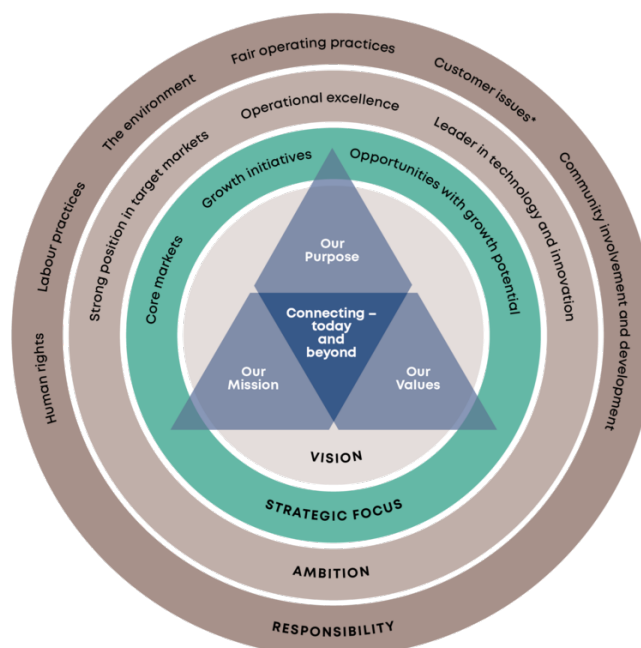 Fair operating practices
The environment
Customer issues*
Labour practices
Community involvement and development
Human rights
Operational excellence
Strong position in target markets
Leader in technology and innovation
Growth initiatives
Opportunities with growth potential
Core markets
Our
Purpose
Connecting –
today
and
beyond
Our
Mission
Our
Values
VISION
STRATEGIC FOCUS
AMBITION
RESPONSIBILITY